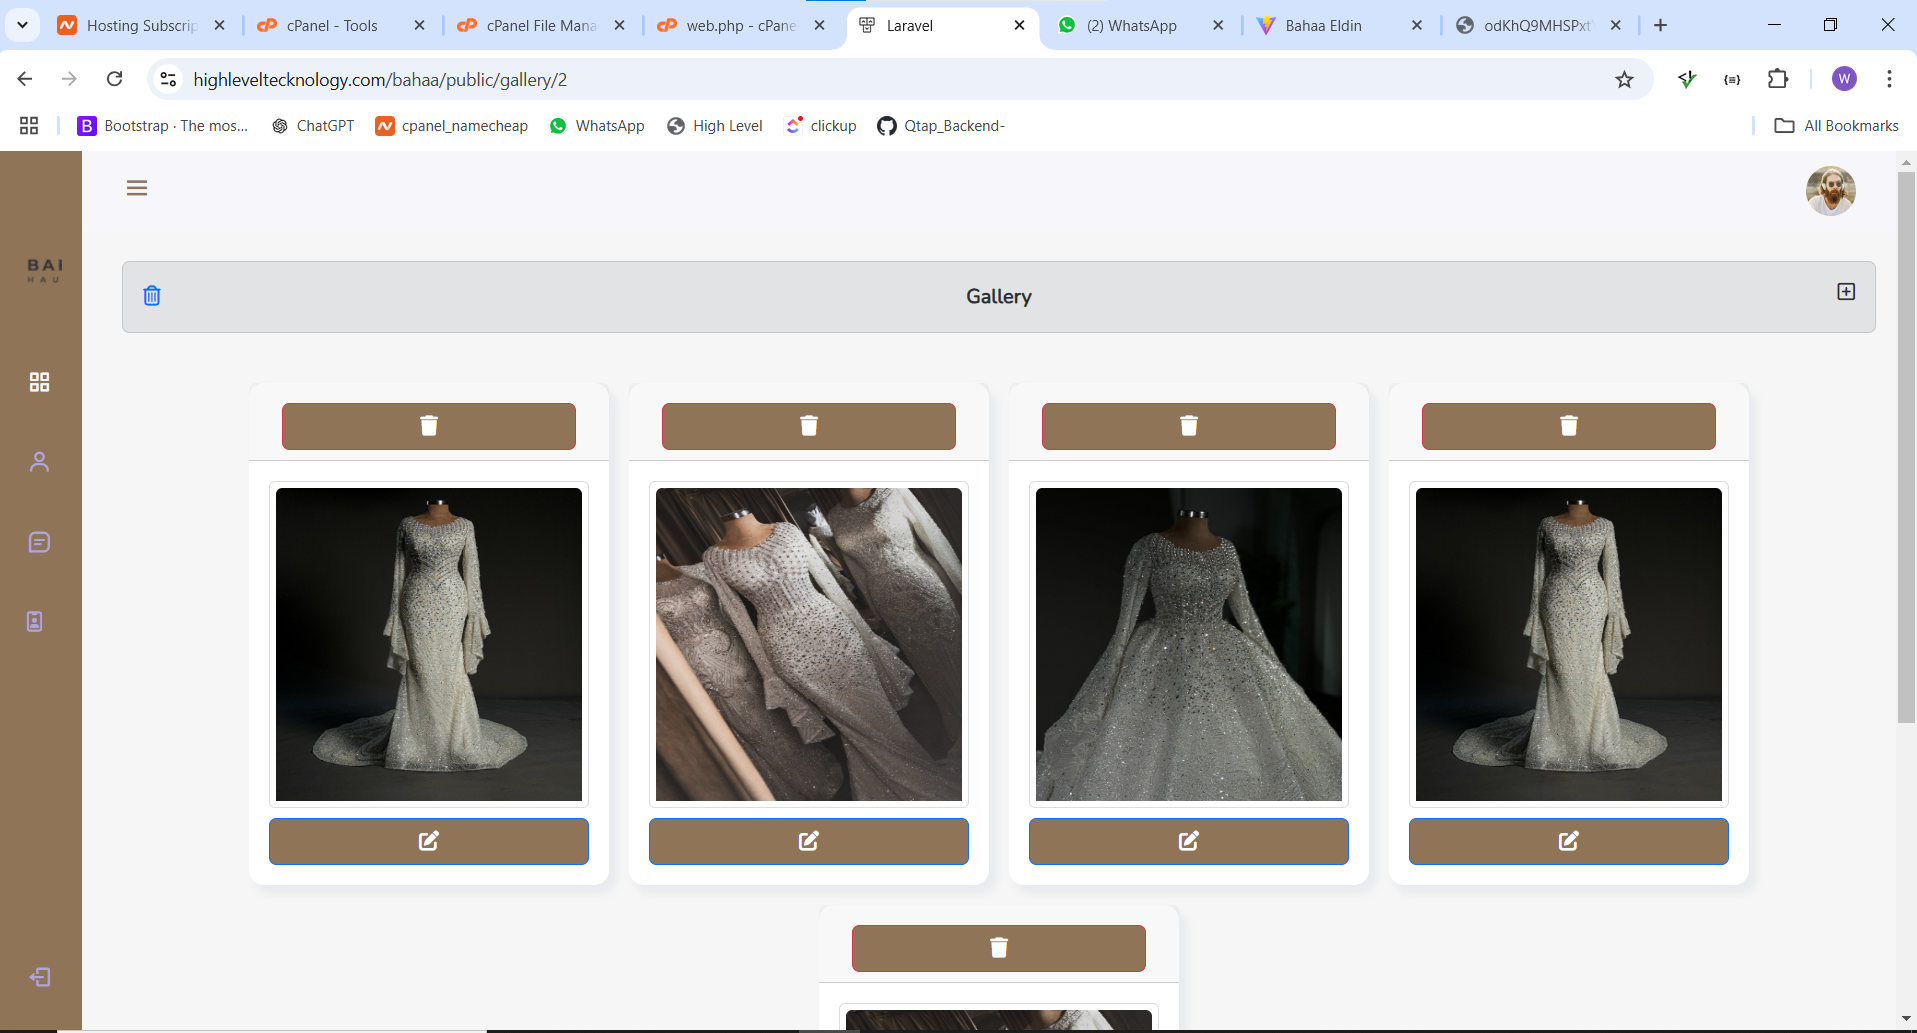 Hosting Subscrip
cPanel - Tools
cPanel File Mana
web.php - cPane
Laravel
(2) WhatsApp
Bahaa Eldin
odKhQ9MHSPxt
highleveltecknology.com/bahaa/public/gallery/2
W
Bootstrap · The mos...
ChatGPT
cpanel_namecheap
WhatsApp
High Level
clickup
Qtap_Backend-
All Bookmarks
BAI
HAU
Gallery